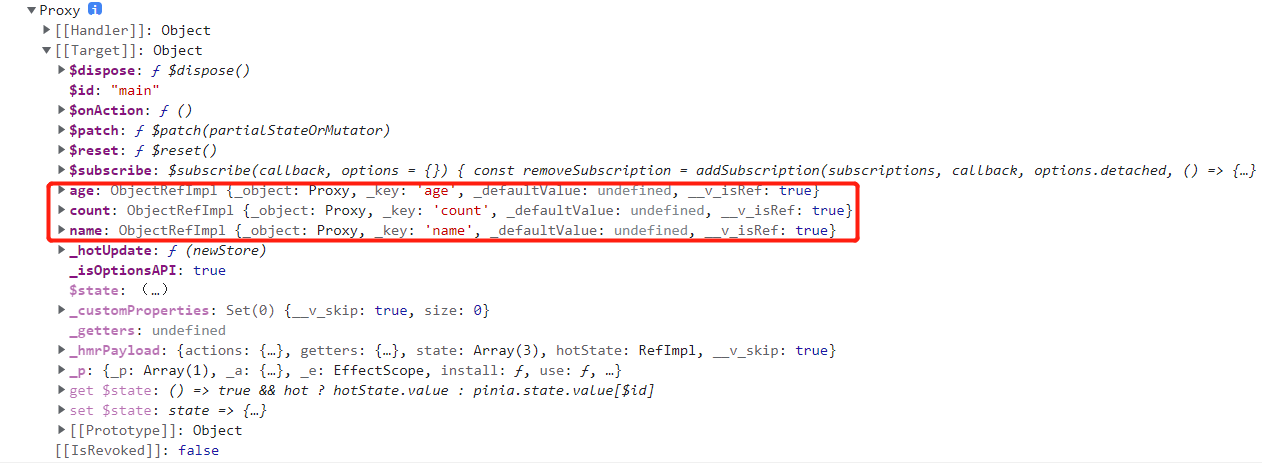 Proxy i
[[Handler]]: Object
[[Target]]: Object
$dispose: ƒ $dispose()
$id: "main"
$onAction: ƒ ()
$patch: ƒ $patch(partialStateOrMutator)
$reset: ƒ $reset()
$subscribe: $subscribe(callback, options = {}) { const removeSubscription = addSubscription(subscriptions, callback, options.detached, () => {…}
age: ObjectRefImpl {_object: Proxy, _key: 'age', _defaultValue: undefined, __v_isRef: true}
count: ObjectRefImpl {_object: Proxy, _key: 'count', _defaultValue: undefined, __v_isRef: true}
name: ObjectRefImpl {_object: Proxy, _key: 'name', _defaultValue: undefined, __v_isRef: true}
_hotUpdate: ƒ (newStore)
_isOptionsAPI: true
$state: (…)
_customProperties: Set(0) {__v_skip: true, size: 0}
_getters: undefined
_hmrPayload: {actions: {…}, getters: {…}, state: Array(3), hotState: RefImpl, __v_skip: true}
_p: {_p: Array(1), _a: {…}, _e: EffectScope, install: ƒ, use: ƒ, …}
get $state: () => true && hot ? hotState.value : pinia.state.value[$id]
set $state: state => {…}
[[Prototype]]: Object
[[IsRevoked]]: false